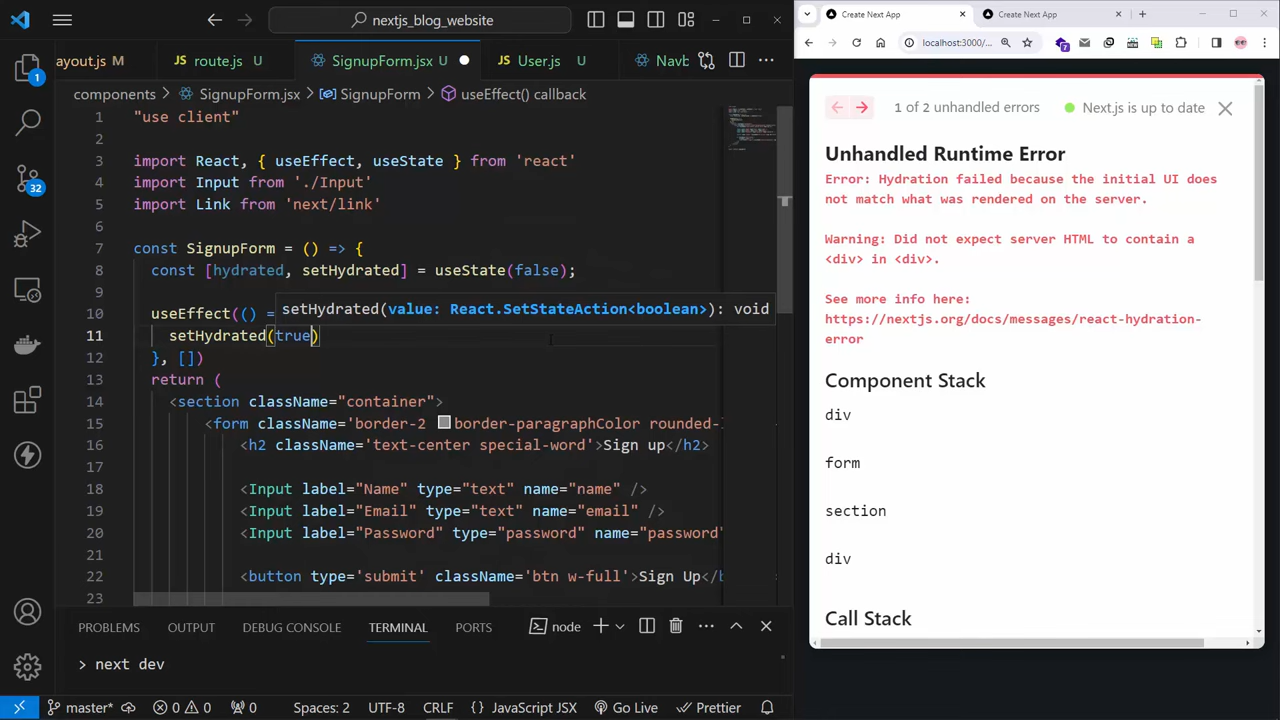 nextjs_blog_website
ayout.js M
route.js U
SignupForm.jsx
User.js U
Navb
components > SignupForm.jsx > SignupForm > useEffect() callback
1 "use client"
2
3 import React, { useEffect, useState } from 'react'
4 import Input from './Input'
5 import Link from 'next/link'
6
7 const SignupForm = () => {
8 const [hydrated, setHydrated] = useState(false);
9
10 useEffect(() =
setHydrated(value: React.SetStateAction<boolean>): void
11 setHydrated(true)
12 }, [])
13 return (
14 <section className="container">
15 <form className='border-2 border-paragraphColor rounded-
16 <h2 className='text-center special-word'>Sign up</h2>
17
18 <Input label="Name" type="text" name="name" />
19 <Input label="Email" type="text" name="email" />
20 <Input label="Password" type="password" name="password"
21
22 <button type='submit' className='btn w-full'>Sign Up</b
23
1
32
PROBLEMS OUTPUT DEBUG CONSOLE TERMINAL PORTS
node
> next dev
master* 0 0 0 Spaces: 2 UTF-8 CRLF {} JavaScript JSX Go Live Prettier
Create Next App
Create Next App
localhost:3000/...
7
1 of 2 unhandled errors
Next.js is up to date
Unhandled Runtime Error
Error: Hydration failed because the initial UI does
not match what was rendered on the server.
Warning: Did not expect server HTML to contain a
<div> in <div>.
See more info here:
https://nextjs.org/docs/messages/react-hydration-
error
Component Stack
div
form
section
div
Call Stack